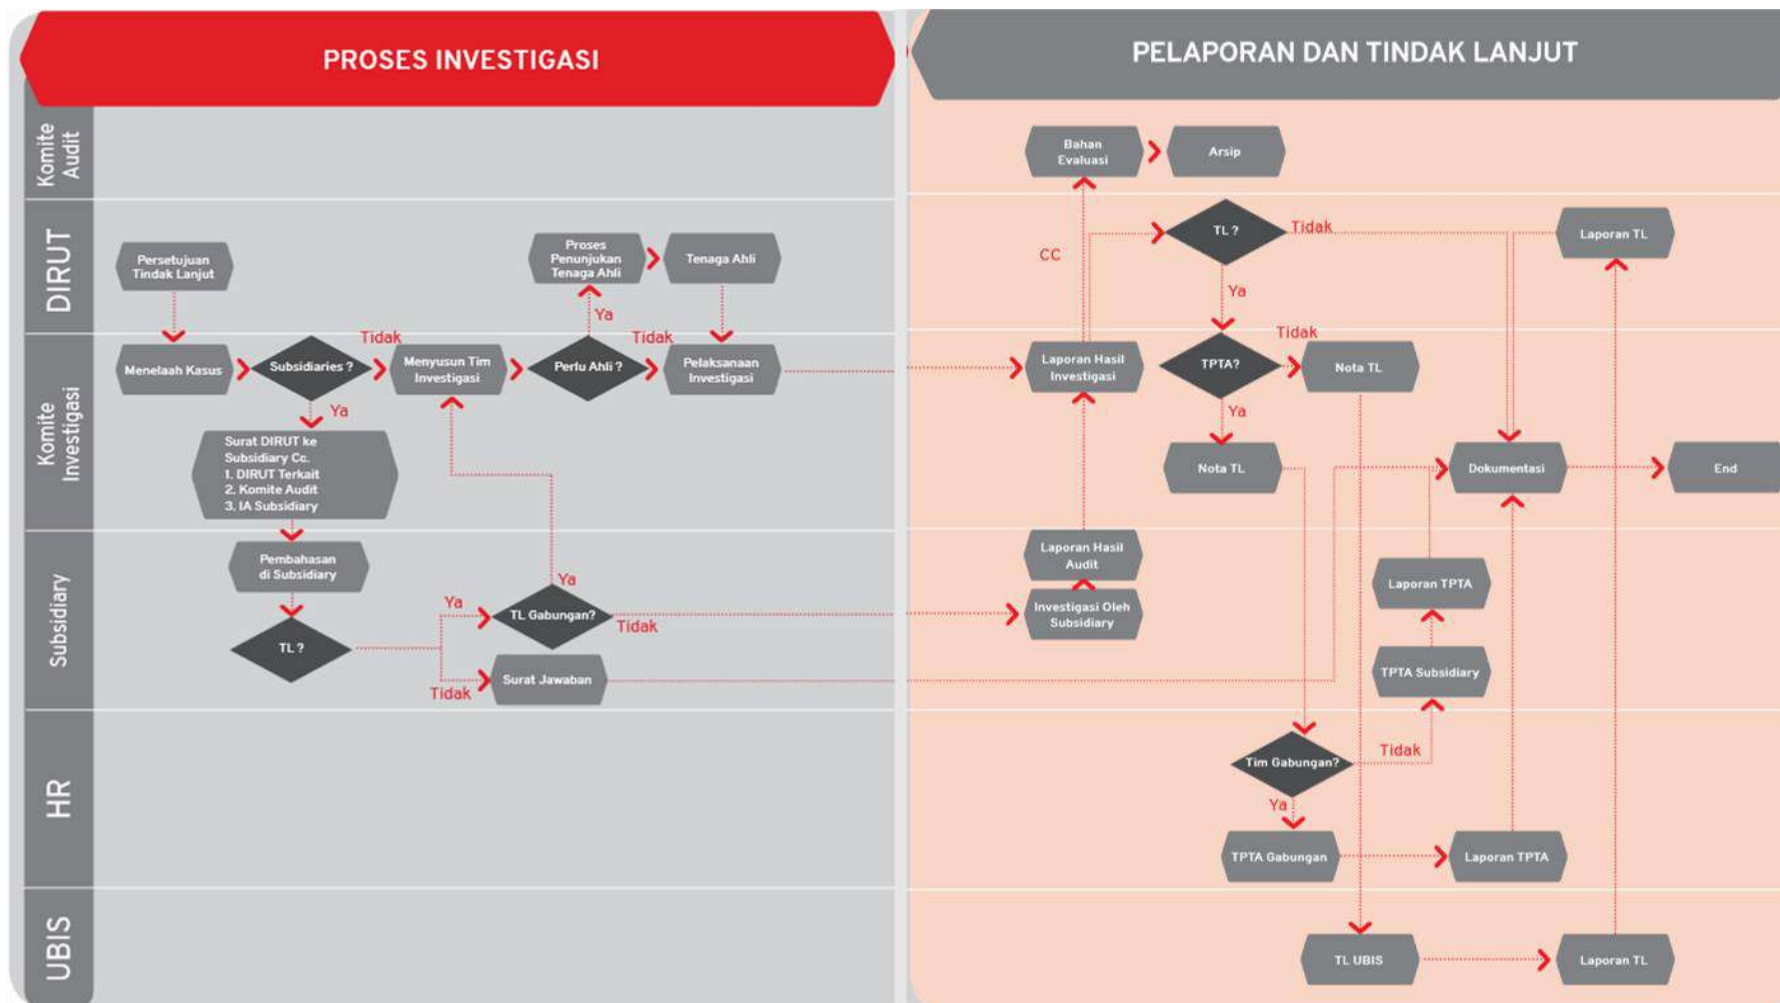 PROSES INVESTIGASI
PELAPORAN DAN TINDAK LANJUT
Komite
Audit
Bahan
Evaluasi
Arsip
DIRUT
Persetujuan
Tindak Lanjut
Proses
Penunjukan
Tenaga Ahli
Tenaga Ahli
Ya
CC
TL ?
Tidak
Laporan TL
Ya
Komite
Investigasi
Menelaah Kasus
Subsidiaries ?
Tidak
Menyusun Tim
Investigasi
Perlu Ahli ?
Tidak
Pelaksanaan
Investigasi
Laporan Hasil
Investigasi
TPTA?
Tidak
Nota TL
Ya
Ya
Surat DIRUT ke
Subsidiary Cc.
1. DIRUT Terkait
2. Komite Audit
3. IA Subsidiary
Nota TL
Dokumentasi
End
Subsidiary
Pembahasan
di Subsidiary
TL ?
Ya
Tidak
Ya
TL Gabungan?
Tidak
Surat Jawaban
Laporan Hasil
Audit
Investigasi Oleh
Subsidiary
Laporan TPTA
TPTA Subsidiary
HR
Tim Gabungan?
Tidak
Ya
TPTA Gabungan
Laporan TPTA
UBIS
TL UBIS
Laporan TL